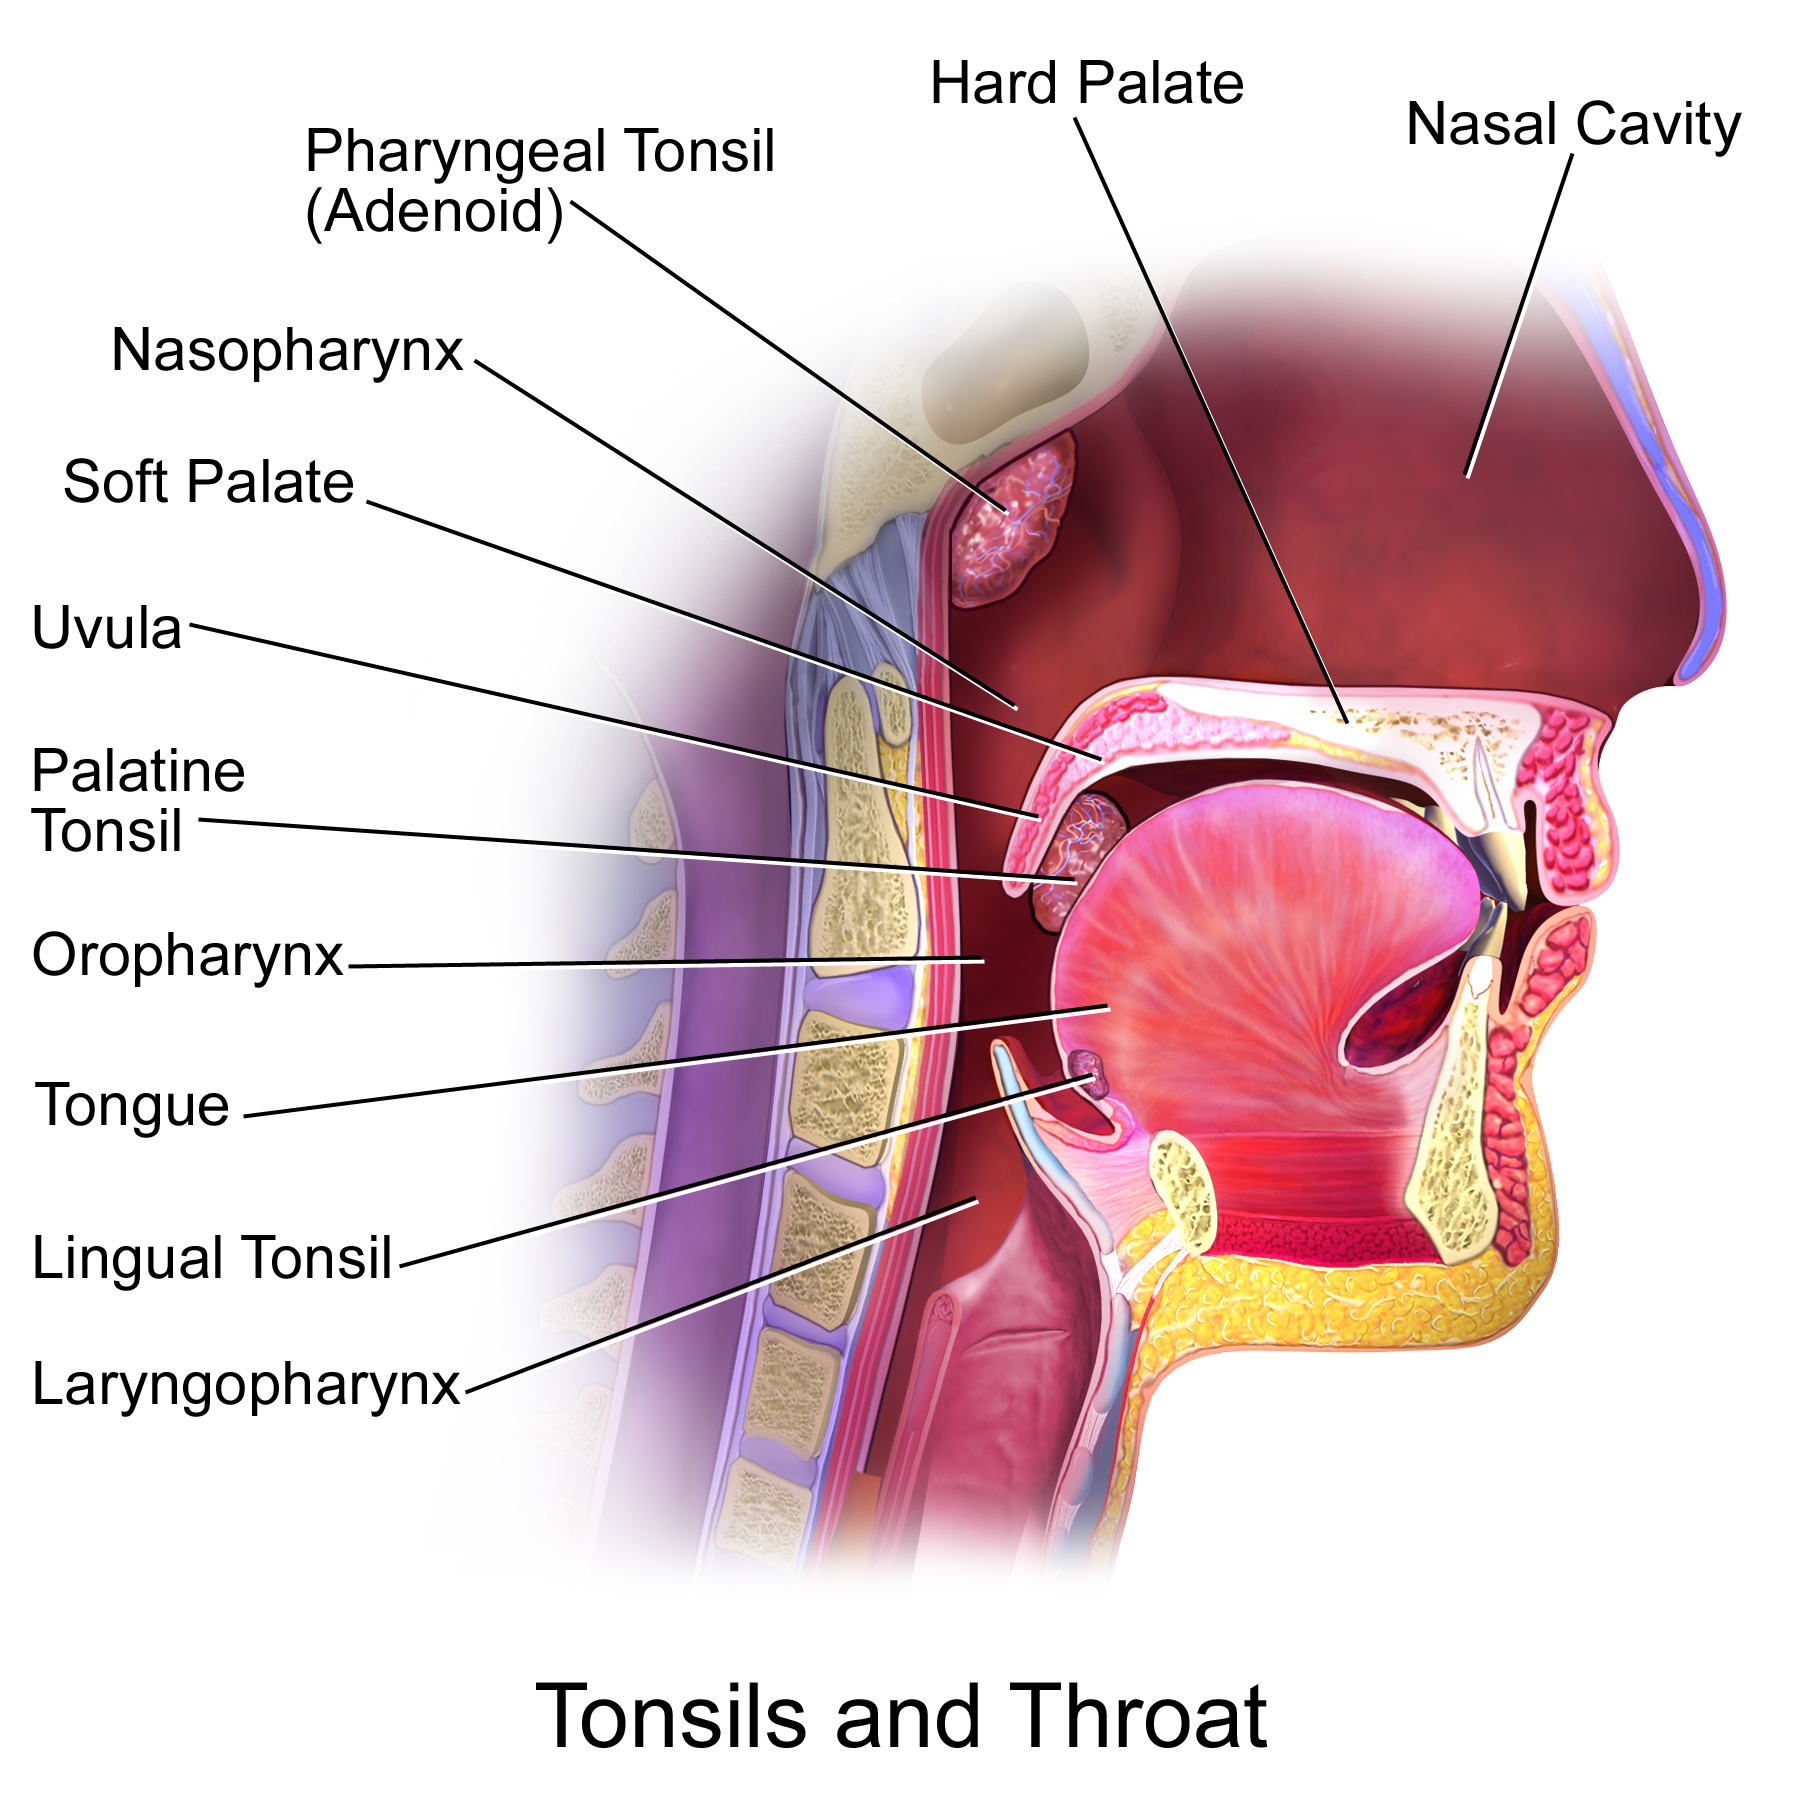 Hard Palate
Nasal Cavity
Pharyngeal Tonsil
(Adenoid)
Nasopharynx
Soft Palate
Uvula
Palatine
Tonsil
Oropharynx
Tongue
Lingual Tonsil
Laryngopharynx
Tonsils and Throat